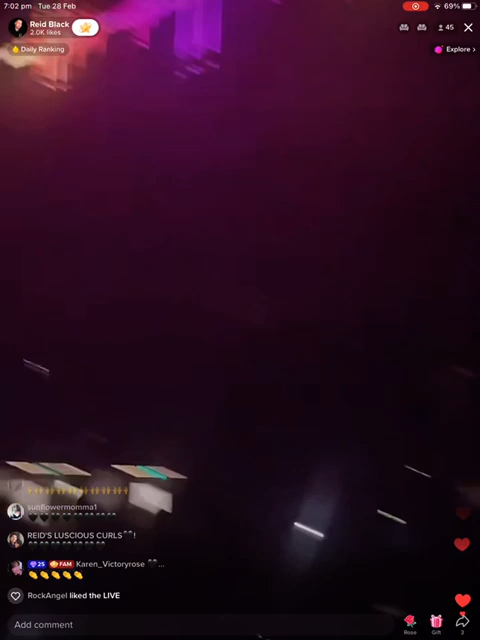 7:02 pm Tue 28 Feb
69%
Reid Black
2.0K likes
45
Daily Ranking
Explore >
sunflowermomma1
REID'S LUSCIOUS CURLS !
25 FAM Karen_Victoryrose ...
RockAngel liked the LIVE
Add comment
Rose
Gift
3